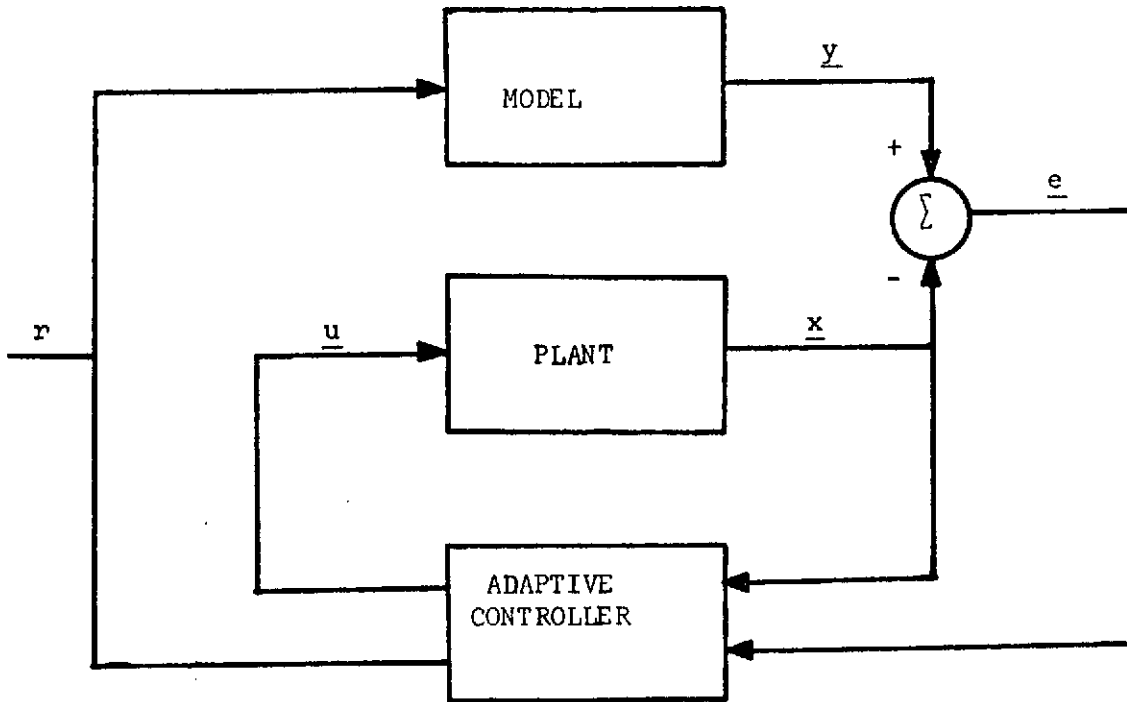 y
MODEL
+
Σ
e
-
r
u
PLANT
x
ADAPTIVE
CONTROLLER